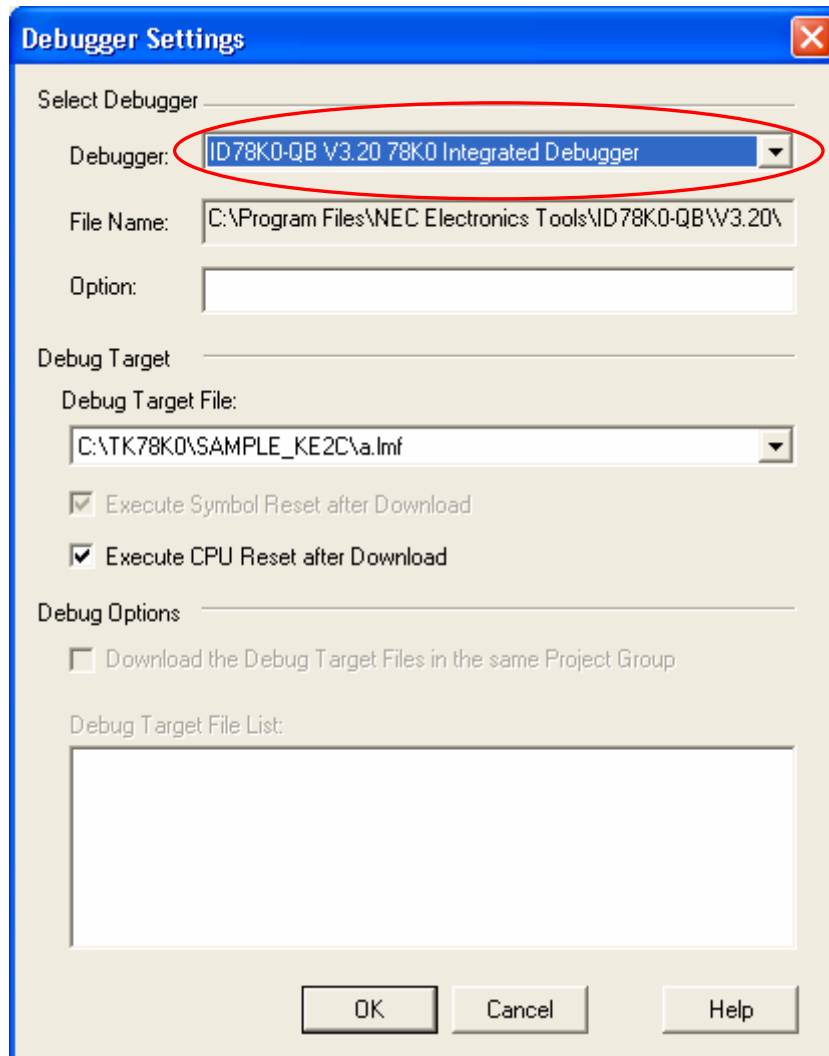 Debugger Settings
Select Debugger
Debugger: ID78K0-QB V3.20 78K0 Integrated Debugger
File Name: C:\Program Files\NEC Electronics Tools\ID78K0-QB\V3.20\
Option:
Debug Target
Debug Target File:
C:\TK78K0\SAMPLE_KE2C\a.lmf
Execute Symbol Reset after Download
Execute CPU Reset after Download
Debug Options
Download the Debug Target Files in the same Project Group
Debug Target File List:
OK Cancel Help